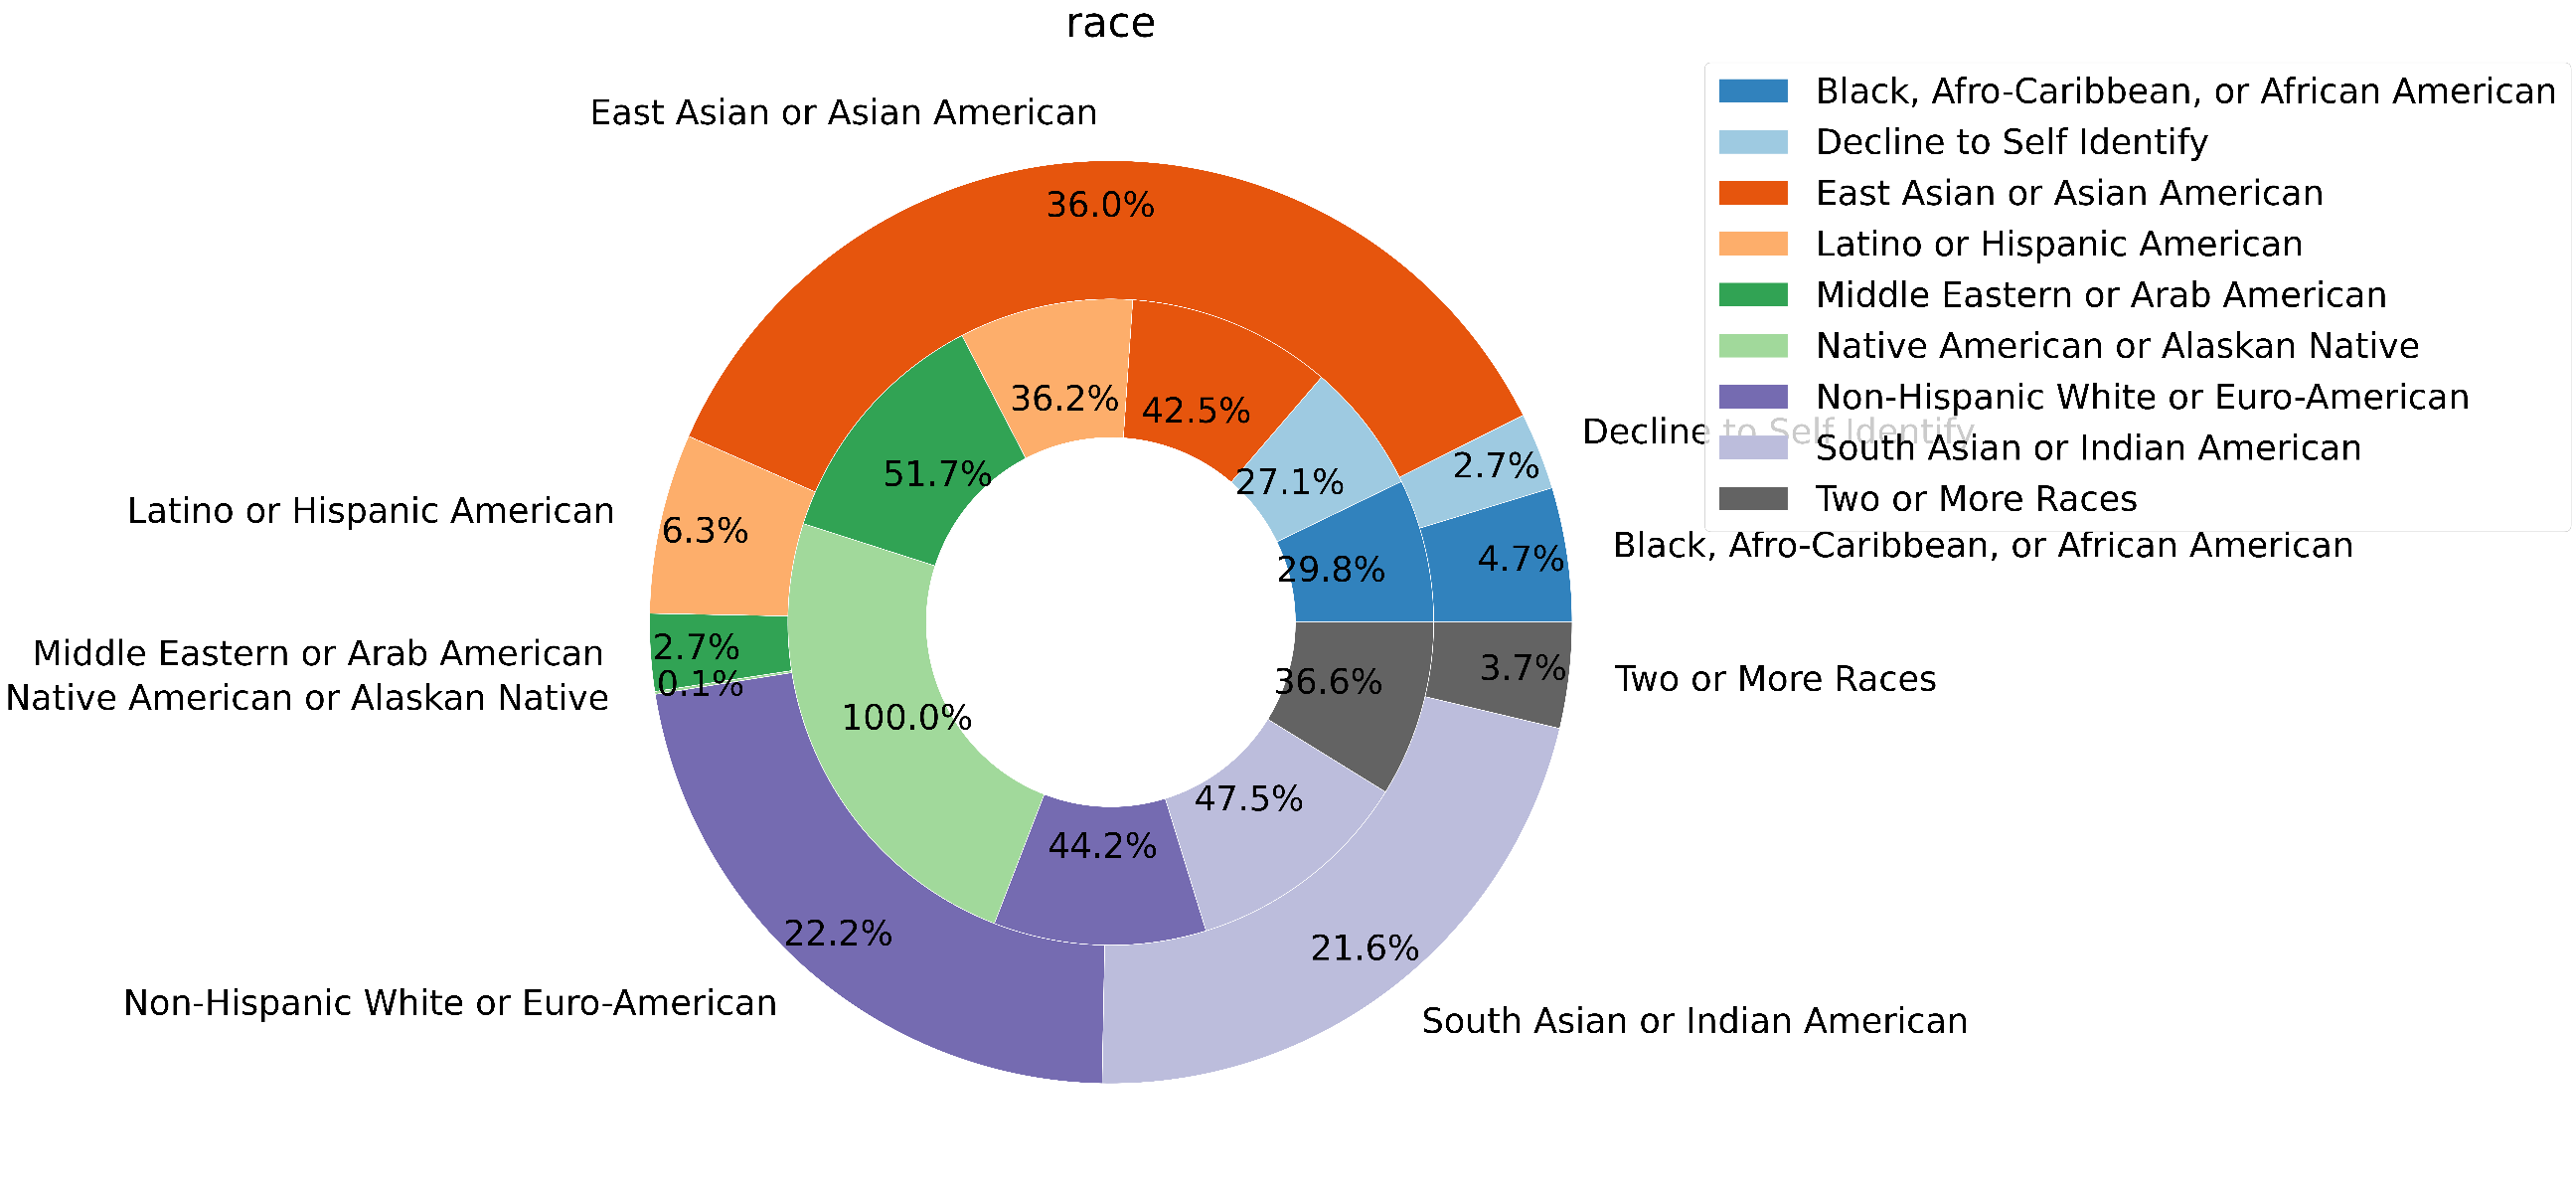 race
East Asian or Asian American
Black, Afro-Caribbean, or African American
Decline to Self Identify
East Asian or Asian American
Latino or Hispanic American
Middle Eastern or Arab American
Native American or Alaskan Native
Non-Hispanic White or Euro-American
South Asian or Indian American
Two or More Races
36.0%
36.2%
42.5%
Decline to Self Identify
2.7%
51.7%
27.1%
Latino or Hispanic American
6.3%
Black, Afro-Caribbean, or African American
4.7%
29.8%
Middle Eastern or Arab American
2.7%
Native American or Alaskan Native
0.1%
36.6%
3.7%
Two or More Races
100.0%
47.5%
44.2%
22.2%
21.6%
Non-Hispanic White or Euro-American
South Asian or Indian American